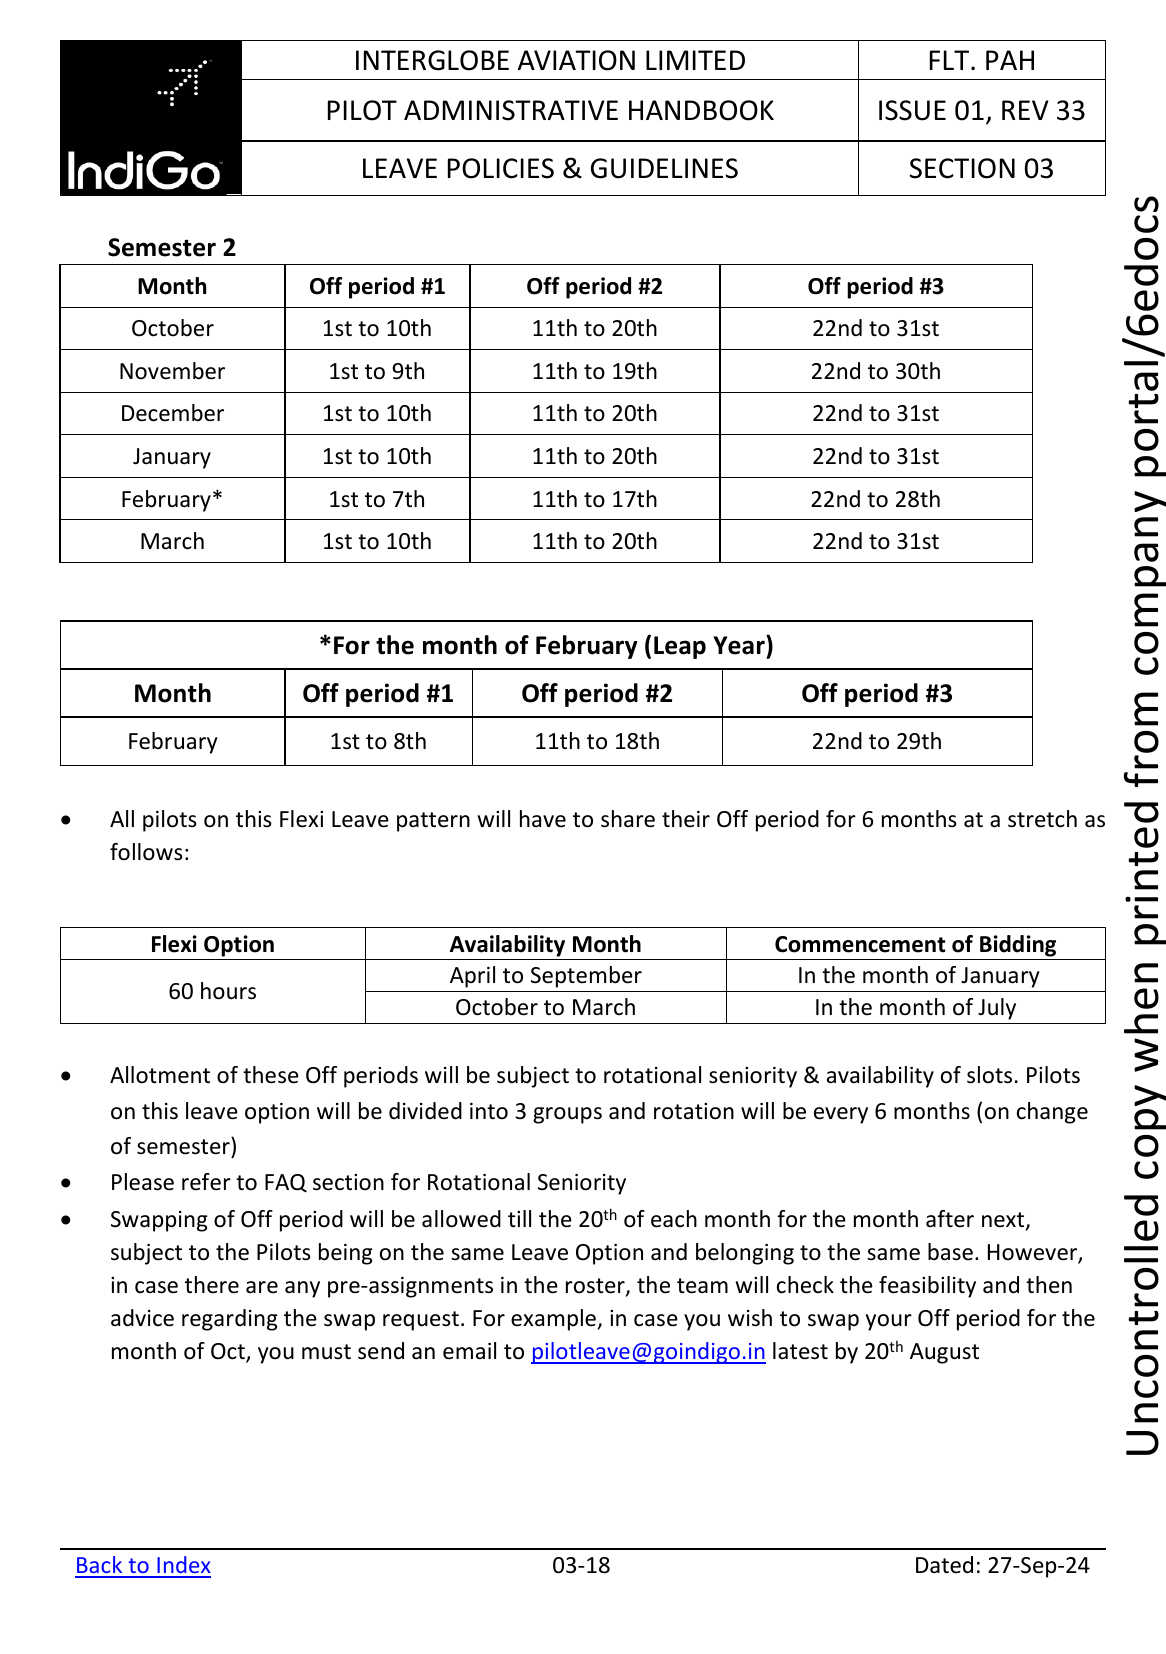 INTERGLOBE AVIATION LIMITED FLT. PAH
PILOT ADMINISTRATIVE HANDBOOK ISSUE 01, REV 33
IndiGo LEAVE POLICIES & GUIDELINES SECTION 03
Semester 2
Month Off period #1 Off period #2 Off period #3
October 1st to 10th 11th to 20th 22nd to 31st
November 1st to 9th 11th to 19th 22nd to 30th
December 1st to 10th 11th to 20th 22nd to 31st
January 1st to 10th 11th to 20th 22nd to 31st
February* 1st to 7th 11th to 17th 22nd to 28th
March 1st to 10th 11th to 20th 22nd to 31st
*For the month of February (Leap Year)
Month Off period #1 Off period #2 Off period #3
February 1st to 8th 11th to 18th 22nd to 29th
• All pilots on this Flexi Leave pattern will have to share their Off period for 6 months at a stretch as
follows:
Flexi Option Availability Month Commencement of Bidding
60 hours April to September In the month of January
October to March In the month of July
• Allotment of these Off periods will be subject to rotational seniority & availability of slots. Pilots
on this leave option will be divided into 3 groups and rotation will be every 6 months (on change
of semester)
• Please refer to FAQ section for Rotational Seniority
• Swapping of Off period will be allowed till the 20th of each month for the month after next,
subject to the Pilots being on the same Leave Option and belonging to the same base. However,
in case there are any pre-assignments in the roster, the team will check the feasibility and then
advice regarding the swap request. For example, in case you wish to swap your Off period for the
month of Oct, you must send an email to pilotleave@goindigo.in latest by 20th August
Back to Index 03-18 Dated: 27-Sep-24
Uncontrolled copy when printed from company portal/6edocs